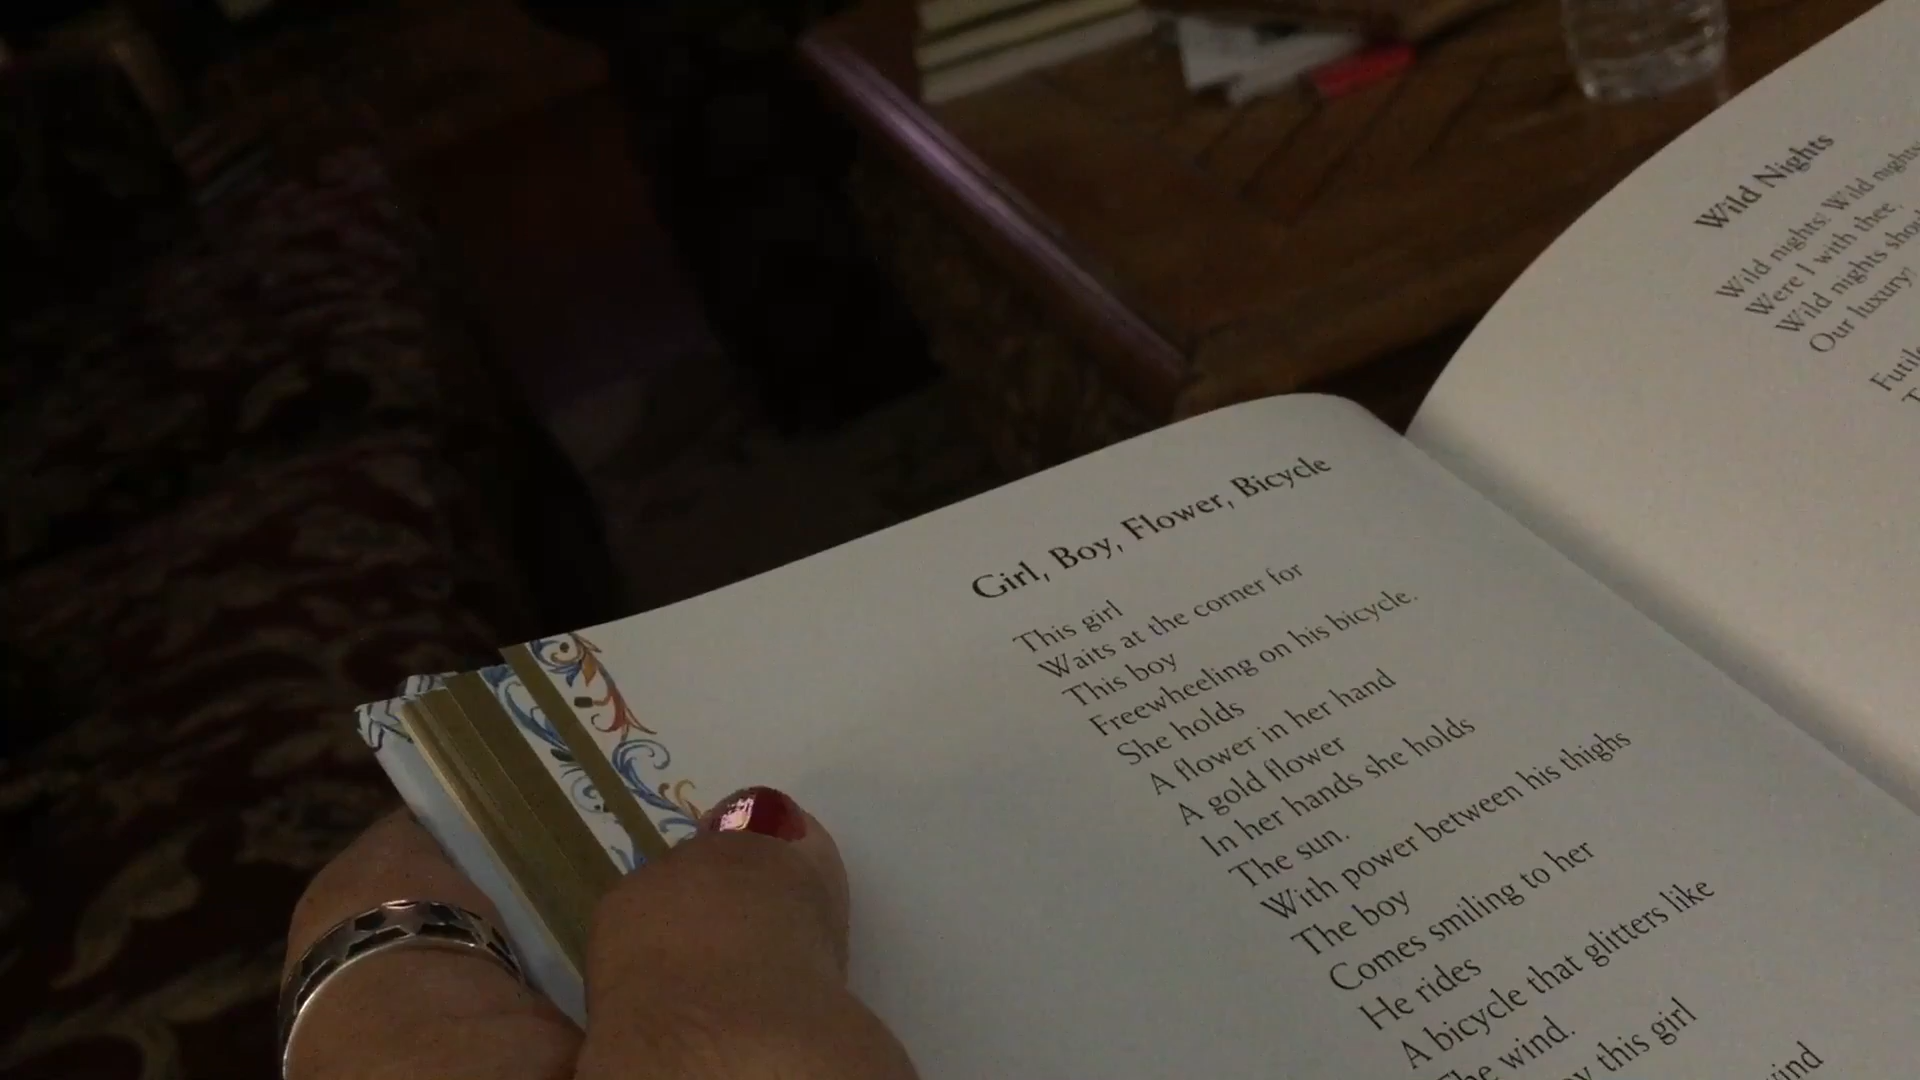 Girl, Boy, Flower, Bicycle
This girl
Waits at the corner for
This boy
Freewheeling on his bicycle.
She holds
A flower in her hand
A gold flower
In her hands she holds
The sun.
With power between his thighs
The boy
Comes smiling to her
He rides
A bicycle that glitters like
The wind.
this girl
wind
Wild Nights
Wild nights! Wild nights
Were I with thee,
Wild nights
Our luxury!